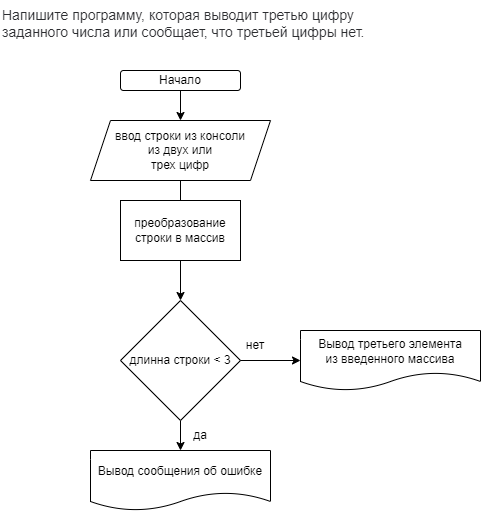 Напишите программу, которая выводит третью цифру
заданного числа или сообщает, что третьей цифры нет.
Начало
ввод строки из консоли
из двух или
трех цифр
преобразование
строки в массив
длинна строки < 3
нет
Вывод третьего элемента
из введенного массива
да
Вывод сообщения об ошибке